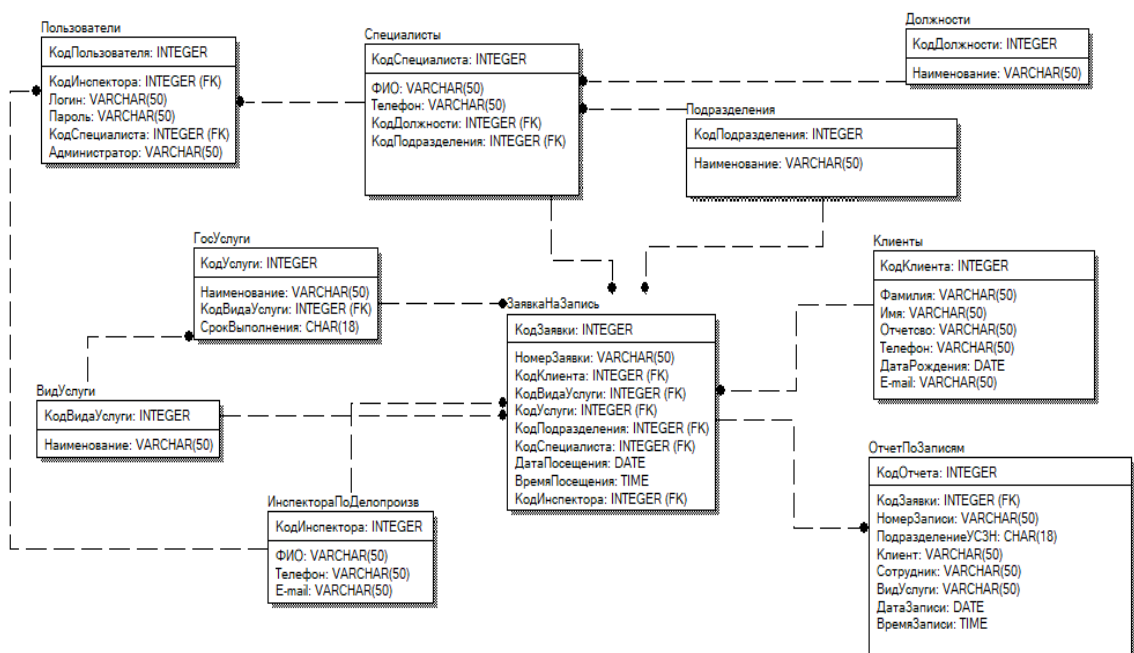 Пользователи
КодПользователя: INTEGER
КодИнспектора: INTEGER (FK)
Логин: VARCHAR(50)
Пароль: VARCHAR(50)
КодСпециалиста: INTEGER (FK)
Администратор: VARCHAR(50)
Специалисты
КодСпециалиста: INTEGER
ФИО: VARCHAR(50)
Телефон: VARCHAR(50)
КодДолжности: INTEGER (FK)
КодПодразделения: INTEGER (FK)
Должности
КодДолжности: INTEGER
Наименование: VARCHAR(50)
Подразделения
КодПодразделения: INTEGER
Наименование: VARCHAR(50)
ГосУслуги
КодУслуги: INTEGER
Наименование: VARCHAR(50)
КодВидаУслуги: INTEGER (FK)
СрокВыполнения: CHAR(18)
Клиенты
КодКлиента: INTEGER
Фамилия: VARCHAR(50)
Имя: VARCHAR(50)
Отчетсво: VARCHAR(50)
Телефон: VARCHAR(50)
ДатаРождения: DATE
E-mail: VARCHAR(50)
ЗаявкаНаЗапись
КодЗаявки: INTEGER
НомерЗаявки: VARCHAR(50)
КодКлиента: INTEGER (FK)
КодВидаУслуги: INTEGER (FK)
КодУслуги: INTEGER (FK)
КодПодразделения: INTEGER (FK)
КодСпециалиста: INTEGER (FK)
ДатаПосещения: DATE
ВремяПосещения: TIME
КодИнспектора: INTEGER (FK)
ВидУслуги
КодВидаУслуги: INTEGER
Наименование: VARCHAR(50)
ИнспектораПоДелопроизв
КодИнспектора: INTEGER
ФИО: VARCHAR(50)
Телефон: VARCHAR(50)
E-mail: VARCHAR(50)
ОтчетПоЗаписям
КодОтчета: INTEGER
КодЗаявки: INTEGER (FK)
НомерЗаписи: VARCHAR(50)
ПодразделениеУСЗН: CHAR(18)
Клиент: VARCHAR(50)
Сотрудник: VARCHAR(50)
ВидУслуги: VARCHAR(50)
ДатаЗаписи: DATE
ВремяЗаписи: TIME